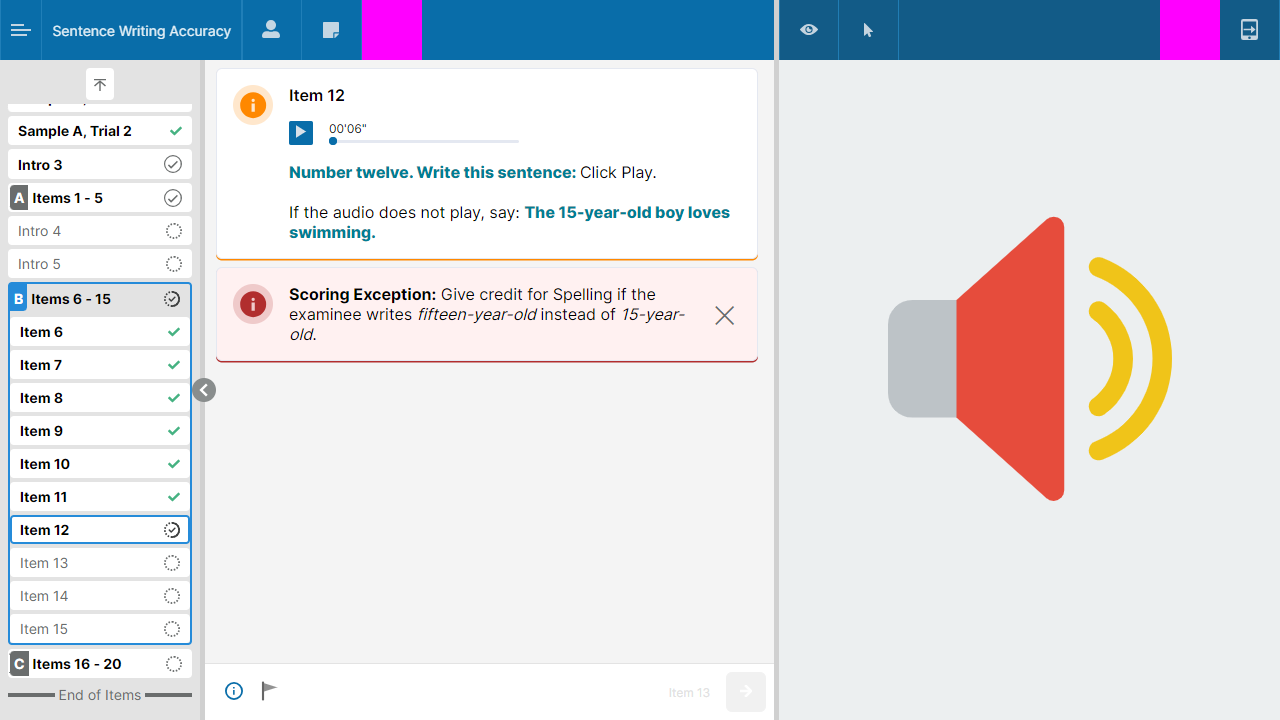 Sentence Writing Accuracy
Sample A, Trial 2
Intro 3
A Items 1 - 5
Intro 4
Intro 5
B Items 6 - 15
Item 6
Item 7
Item 8
Item 9
Item 10
Item 11
Item 12
Item 13
Item 14
Item 15
C Items 16 - 20
End of Items
Item 12
00'06"
Number twelve. Write this sentence: Click Play.
If the audio does not play, say: The 15-year-old boy loves
swimming.
Scoring Exception: Give credit for Spelling if the
examinee writes fifteen-year-old instead of 15-year-
old.
Item 13